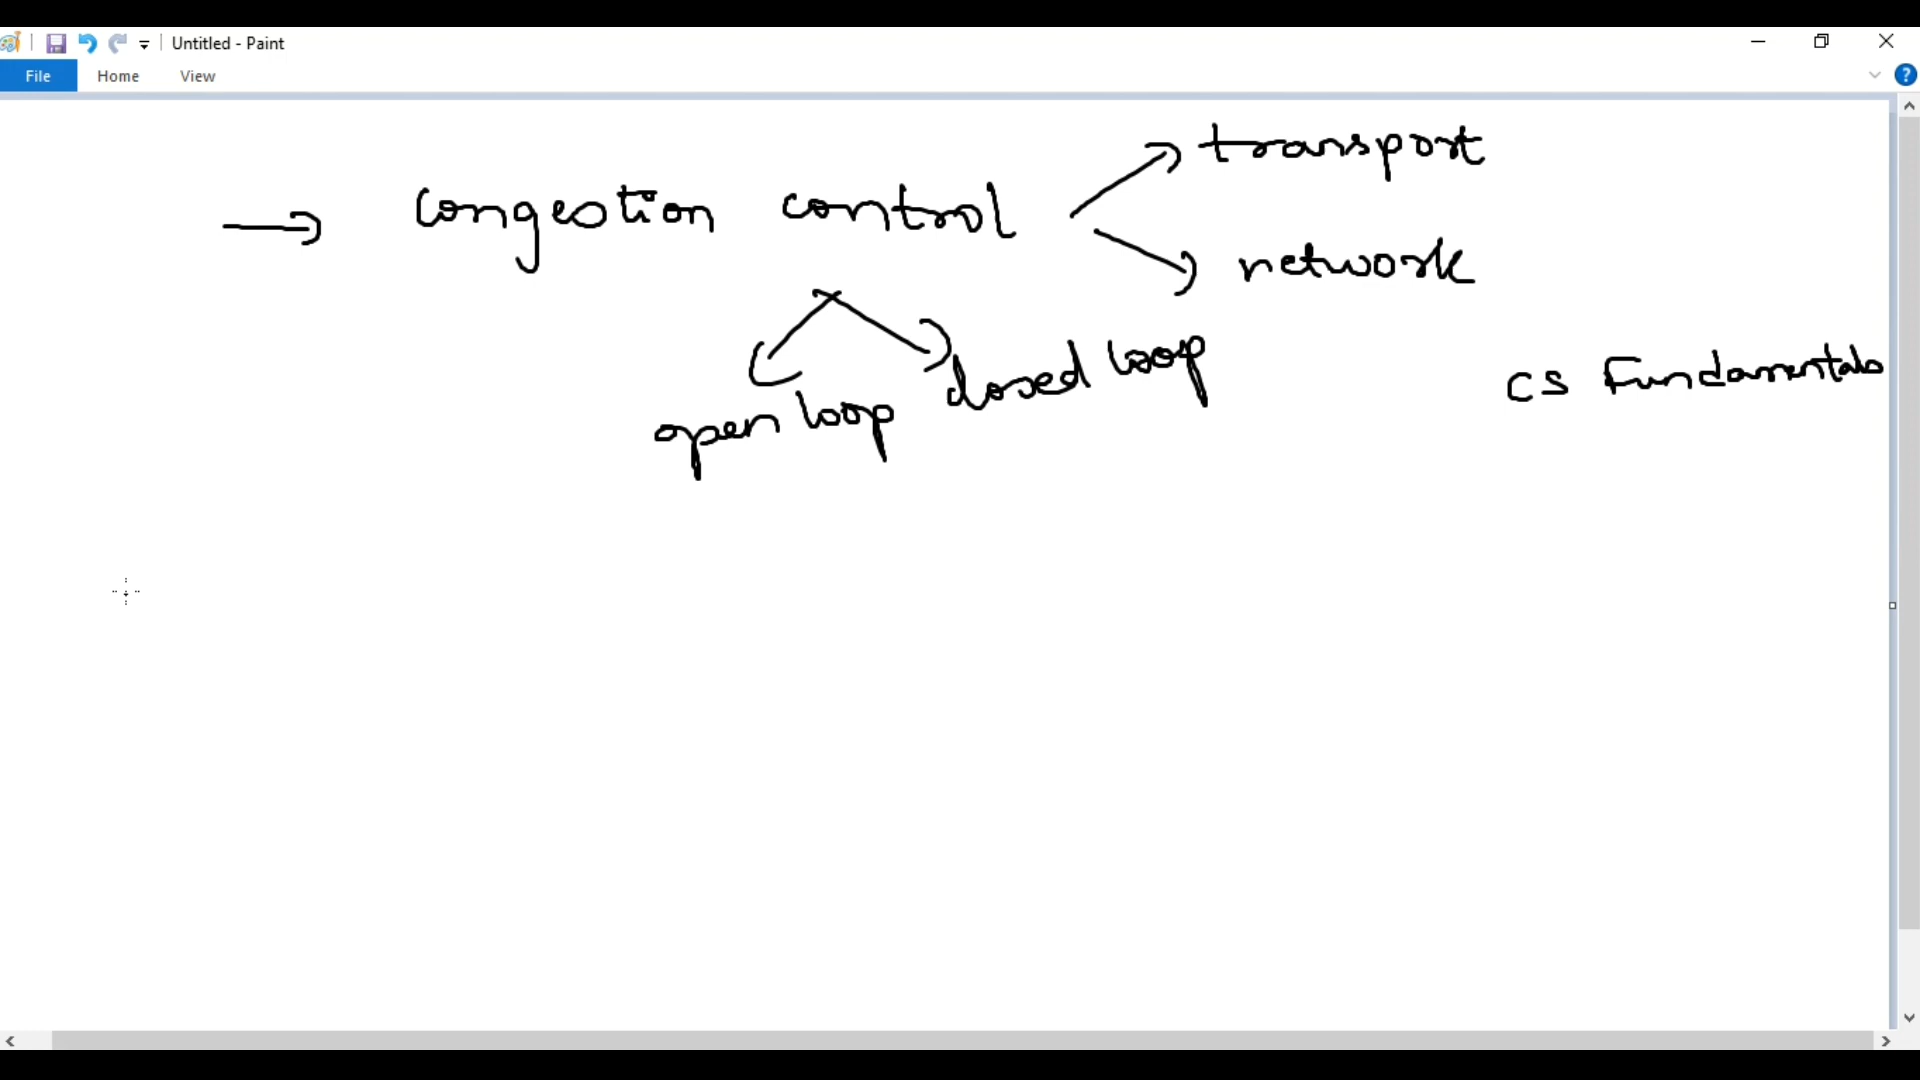 Untitled - Paint
File Home View
transport
congestion control
network
closed loop
CS Fundamentals
open loop